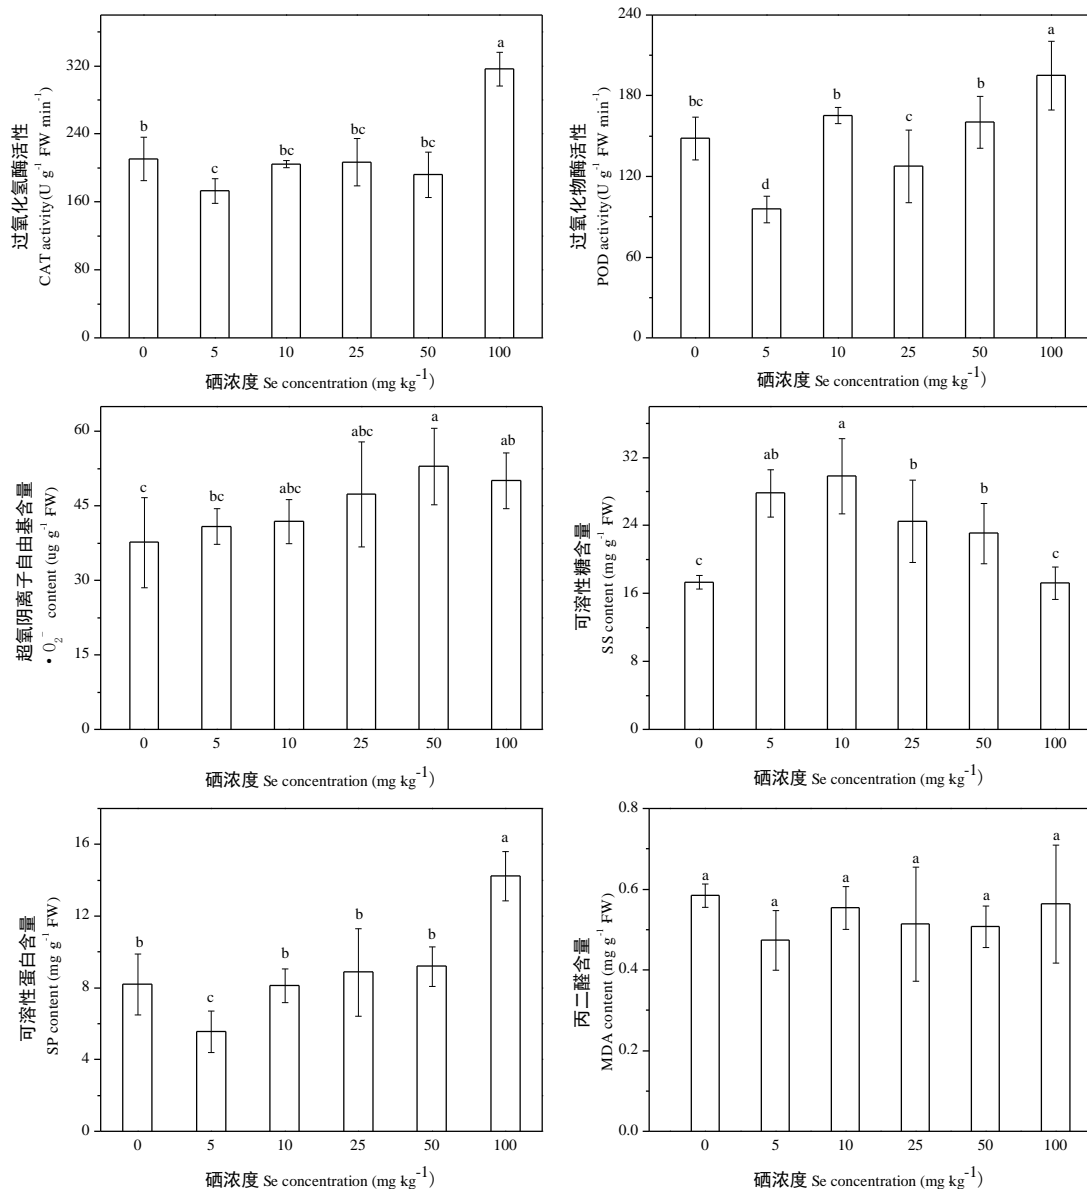 过氧化氢酶活性
CAT activity(U g⁻¹ FW min⁻¹)
320
240
160
80
0
b
c
bc
bc
bc
a
0 5 10 25 50 100
硒浓度 Se concentration (mg kg⁻¹)
过氧化物酶活性
POD activity(U g⁻¹ FW min⁻¹)
240
180
120
60
0
bc
d
b
c
b
a
0 5 10 25 50 100
硒浓度 Se concentration (mg kg⁻¹)
超氧阴离子自由基含量
•O₂⁻ content (ug g⁻¹ FW)
60
45
30
15
0
c
bc
abc
abc
a
ab
0 5 10 25 50 100
硒浓度 Se concentration (mg kg⁻¹)
可溶性糖含量
SS content (mg g⁻¹ FW)
32
24
16
8
0
c
ab
a
b
b
c
0 5 10 25 50 100
硒浓度 Se concentration (mg kg⁻¹)
可溶性蛋白含量
SP content (mg g⁻¹ FW)
16
12
8
4
0
b
c
b
b
b
a
0 5 10 25 50 100
硒浓度 Se concentration (mg kg⁻¹)
丙二醛含量
MDA content (mg g⁻¹ FW)
0.8
0.6
0.4
0.2
0.0
a
a
a
a
a
a
0 5 10 25 50 100
硒浓度 Se concentration (mg kg⁻¹)